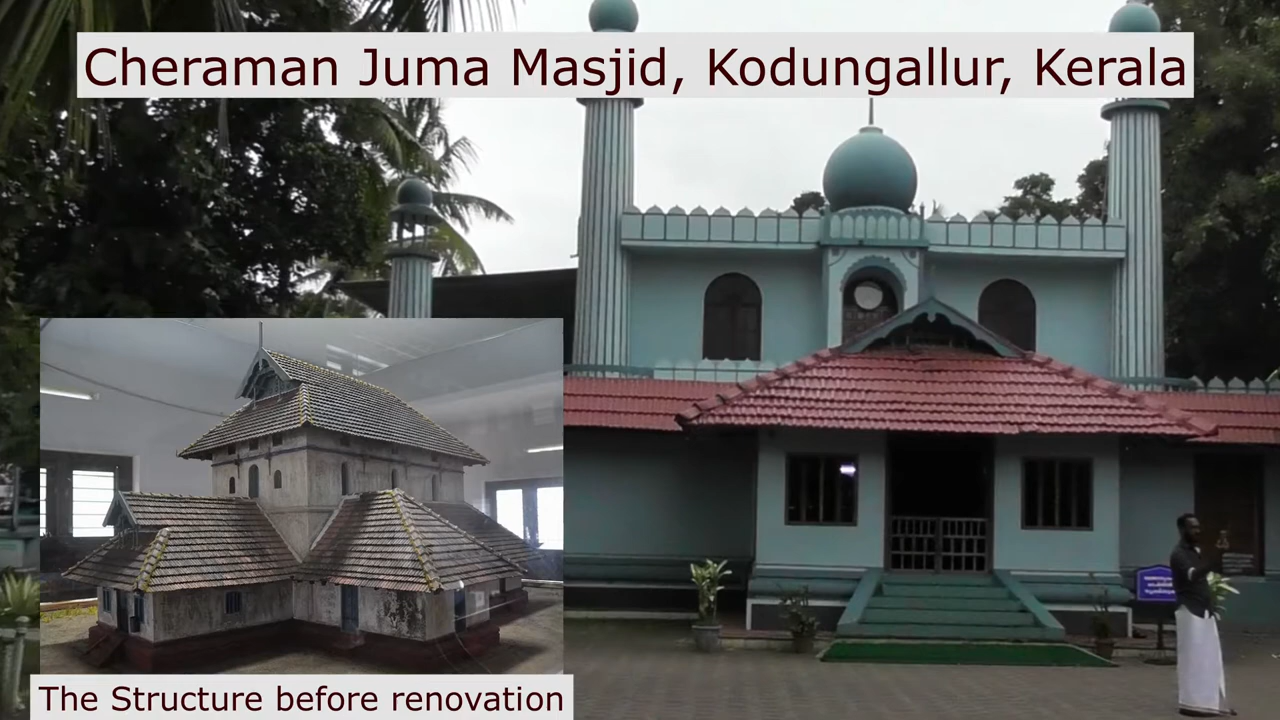 Cheraman Juma Masjid, Kodungallur, Kerala
The Structure before renovation